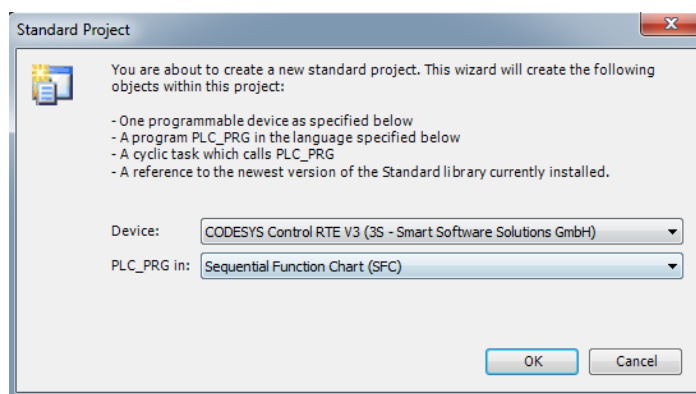 Standard Project
You are about to create a new standard project. This wizard will create the following
objects within this project:
- One programmable device as specified below
- A program PLC_PRG in the language specified below
- A cyclic task which calls PLC_PRG
- A reference to the newest version of the Standard library currently installed.
Device: CODESYS Control RTE V3 (3S - Smart Software Solutions GmbH)
PLC_PRG in: Sequential Function Chart (SFC)
OK Cancel